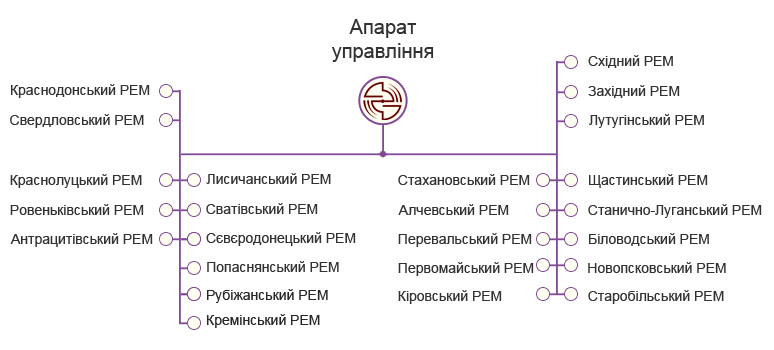 Апарат
управління
Краснодонський РЕМ
Свердловський РЕМ
Краснолуцький РЕМ
Ровеньківський РЕМ
Антрацитівський РЕМ
Лисичанський РЕМ
Сватівський РЕМ
Сєвєродонецький РЕМ
Попаснянський РЕМ
Рубіжанський РЕМ
Кремінський РЕМ
Стахановський РЕМ
Алчевський РЕМ
Перевальський РЕМ
Первомайський РЕМ
Кіровський РЕМ
Східний РЕМ
Західний РЕМ
Лутугінський РЕМ
Щастинський РЕМ
Станично-Луганський РЕМ
Біловодський РЕМ
Новопсковський РЕМ
Старобільський РЕМ